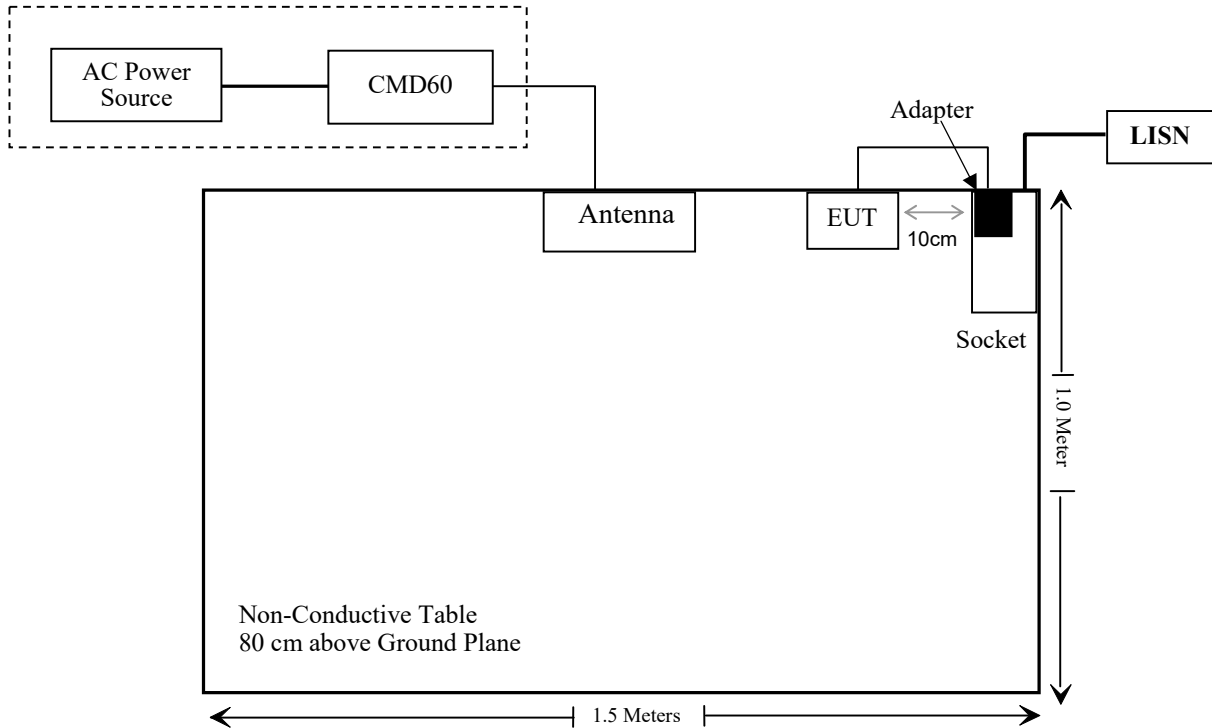 AC Power
Source
CMD60
Adapter
LISN
Antenna
EUT
10cm
Socket
1.0 Meter
Non-Conductive Table
80 cm above Ground Plane
1.5 Meters